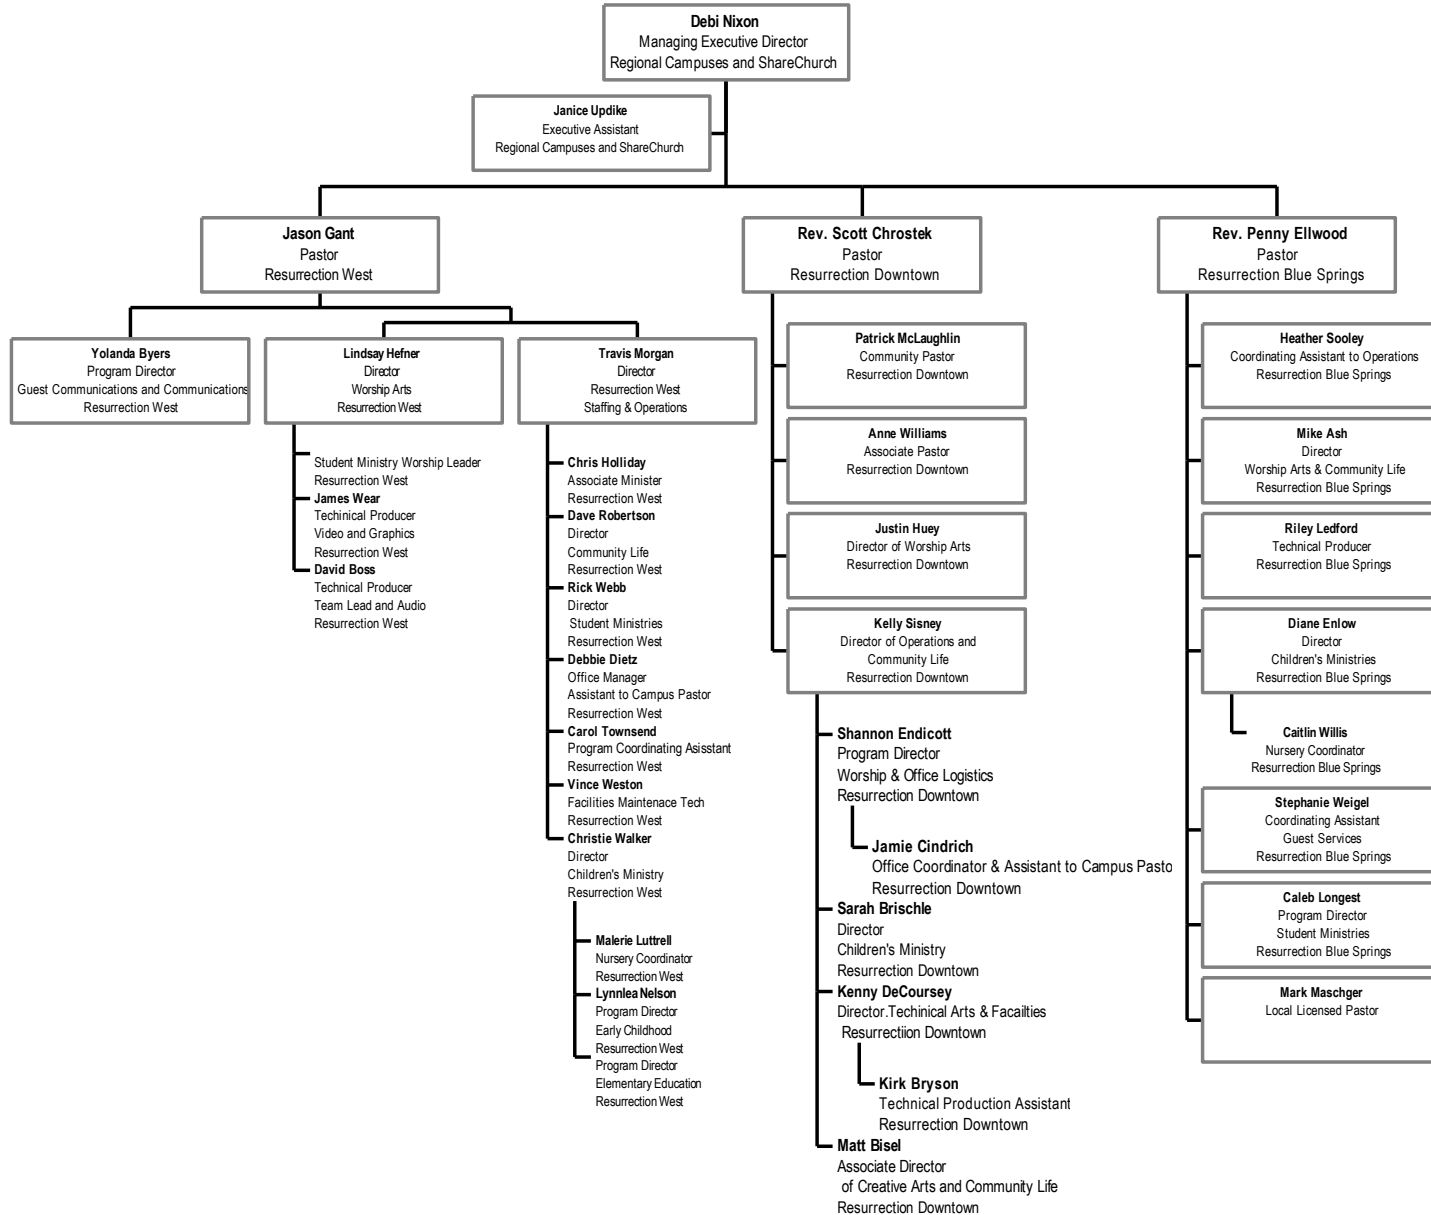 Debi Nixon
Managing Executive Director
Regional Campuses and ShareChurch
Janice Updike
Executive Assistant
Regional Campuses and ShareChurch
Jason Gant
Pastor
Resurrection West
Rev. Scott Chrostek
Pastor
Resurrection Downtown
Rev. Penny Ellwood
Pastor
Resurrection Blue Springs
Yolanda Byers
Program Director
Guest Communications and Communications
Resurrection West
Lindsay Hefner
Director
Worship Arts
Resurrection West
Student Ministry Worship Leader
Resurrection West
James Wear
Techinical Producer
Video and Graphics
Resurrection West
David Boss
Technical Producer
Team Lead and Audio
Resurrection West
Travis Morgan
Director
Resurrection West
Staffing & Operations
Chris Holliday
Associate Minister
Resurrection West
Dave Robertson
Director
Community Life
Resurrection West
Rick Webb
Director
Student Ministries
Resurrection West
Debbie Dietz
Office Manager
Assistant to Campus Pastor
Resurrection West
Carol Townsend
Program Coordinating Asisstant
Resurrection West
Vince Weston
Facilities Maintenace Tech
Resurrection West
Christie Walker
Director
Children's Ministry
Resurrection West
Malerie Luttrell
Nursery Coordinator
Resurrection West
Lynnlea Nelson
Program Director
Early Childhood
Resurrection West
Program Director
Elementary Education
Resurrection West
Patrick McLaughlin
Community Pastor
Resurrection Downtown
Anne Williams
Associate Pastor
Resurrection Downtown
Justin Huey
Director of Worship Arts
Resurrection Downtown
Kelly Sisney
Director of Operations and
Community Life
Resurrection Downtown
Shannon Endicott
Program Director
Worship & Office Logistics
Resurrection Downtown
Jamie Cindrich
Office Coordinator & Assistant to Campus Pasto
Resurrection Downtown
Sarah Brischle
Director
Children's Ministry
Resurrection Downtown
Kenny DeCoursey
Director.Techinical Arts & Facailties
Resurrectiion Downtown
Kirk Bryson
Technical Production Assistant
Resurrection Downtown
Matt Bisel
Associate Director
of Creative Arts and Community Life
Resurrection Downtown
Heather Sooley
Coordinating Assistant to Operations
Resurrection Blue Springs
Mike Ash
Director
Worship Arts & Community Life
Resurrection Blue Springs
Riley Ledford
Technical Producer
Resurrection Blue Springs
Diane Enlow
Director
Children's Ministries
Resurrection Blue Springs
Caitlin Willis
Nursery Coordinator
Resurrection Blue Springs
Stephanie Weigel
Coordinating Assistant
Guest Services
Resurrection Blue Springs
Caleb Longest
Program Director
Student Ministries
Resurrection Blue Springs
Mark Maschger
Local Licensed Pastor